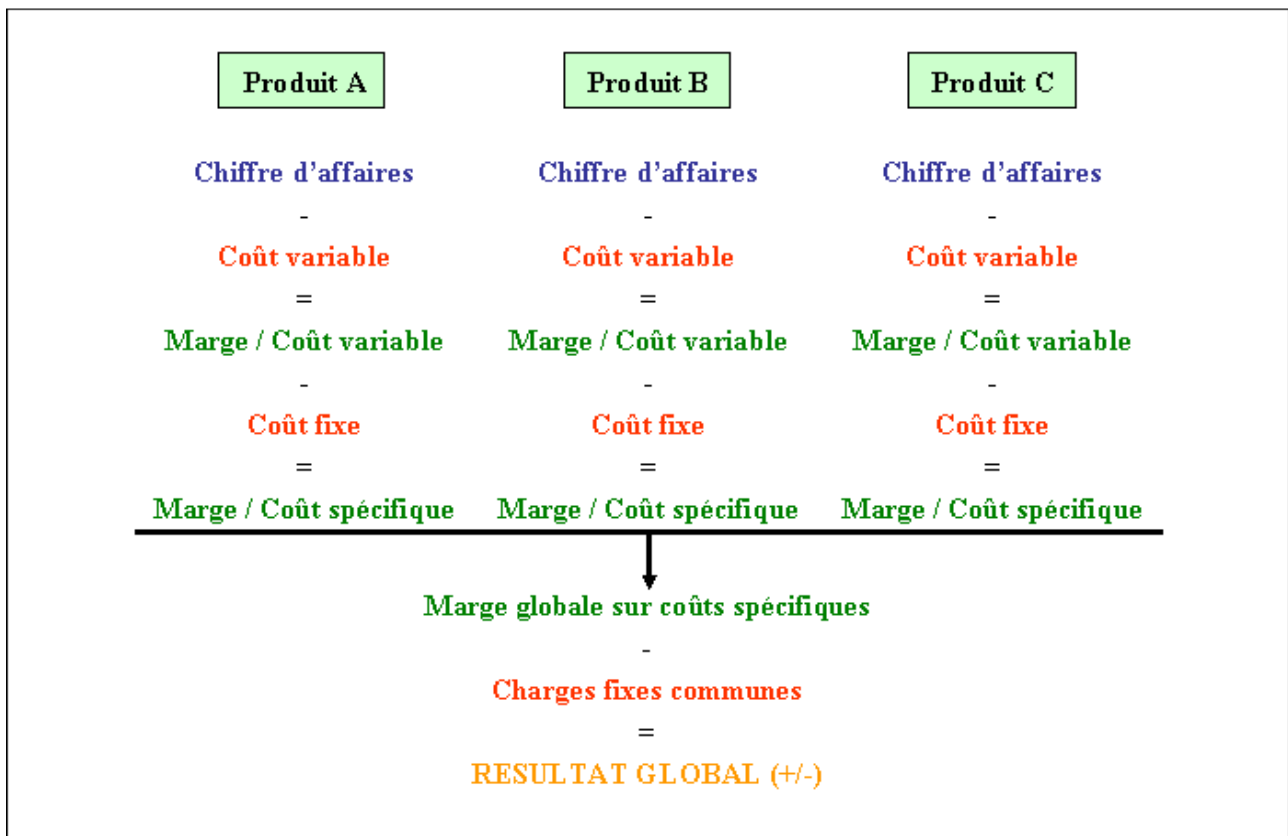 Produit A Produit B Produit C
Chiffre d'affaires Chiffre d'affaires Chiffre d'affaires
- - -
Coût variable Coût variable Coût variable
= = =
Marge / Coût variable Marge / Coût variable Marge / Coût variable
- - -
Coût fixe Coût fixe Coût fixe
= = =
Marge / Coût spécifique Marge / Coût spécifique Marge / Coût spécifique
Marge globale sur coûts spécifiques
-
Charges fixes communes
=
RESULTAT GLOBAL (+/-)